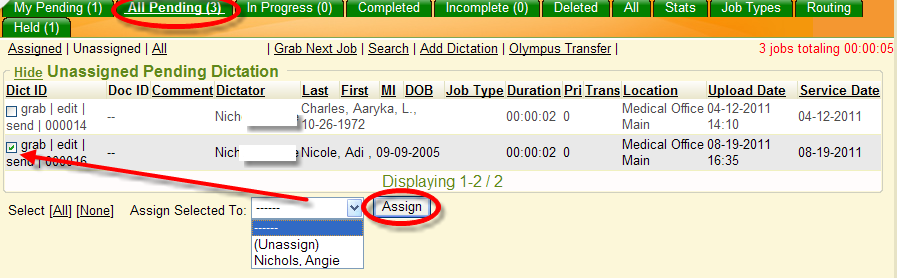 My Pending (1) All Pending (3) In Progress (0) Completed Incomplete (0) Deleted All Stats Job Types Routing
Held (1)
Assigned | Unassigned | All | Grab Next Job | Search | Add Dictation | Olympus Transfer | 3 jobs totaling 00:00:05
Hide Unassigned Pending Dictation
Dict ID Doc ID Comment Dictator Last First MI DOB Job Type Duration Pri Trans Location Upload Date Service Date
grab | edit | Charles, Aaryka, L., Medical Office 04-12-2011
send | 000014 -- Nich 10-26-1972 00:00:02 0 Main 14:10 04-12-2011
grab | edit | Medical Office 08-19-2011
send | 000016 -- Nich Nicole, Adi , 09-09-2005 00:00:02 0 Main 16:35 08-19-2011
Displaying 1-2 / 2
Select [All] [None] Assign Selected To: ------ Assign
------
(Unassign)
Nichols, Angie